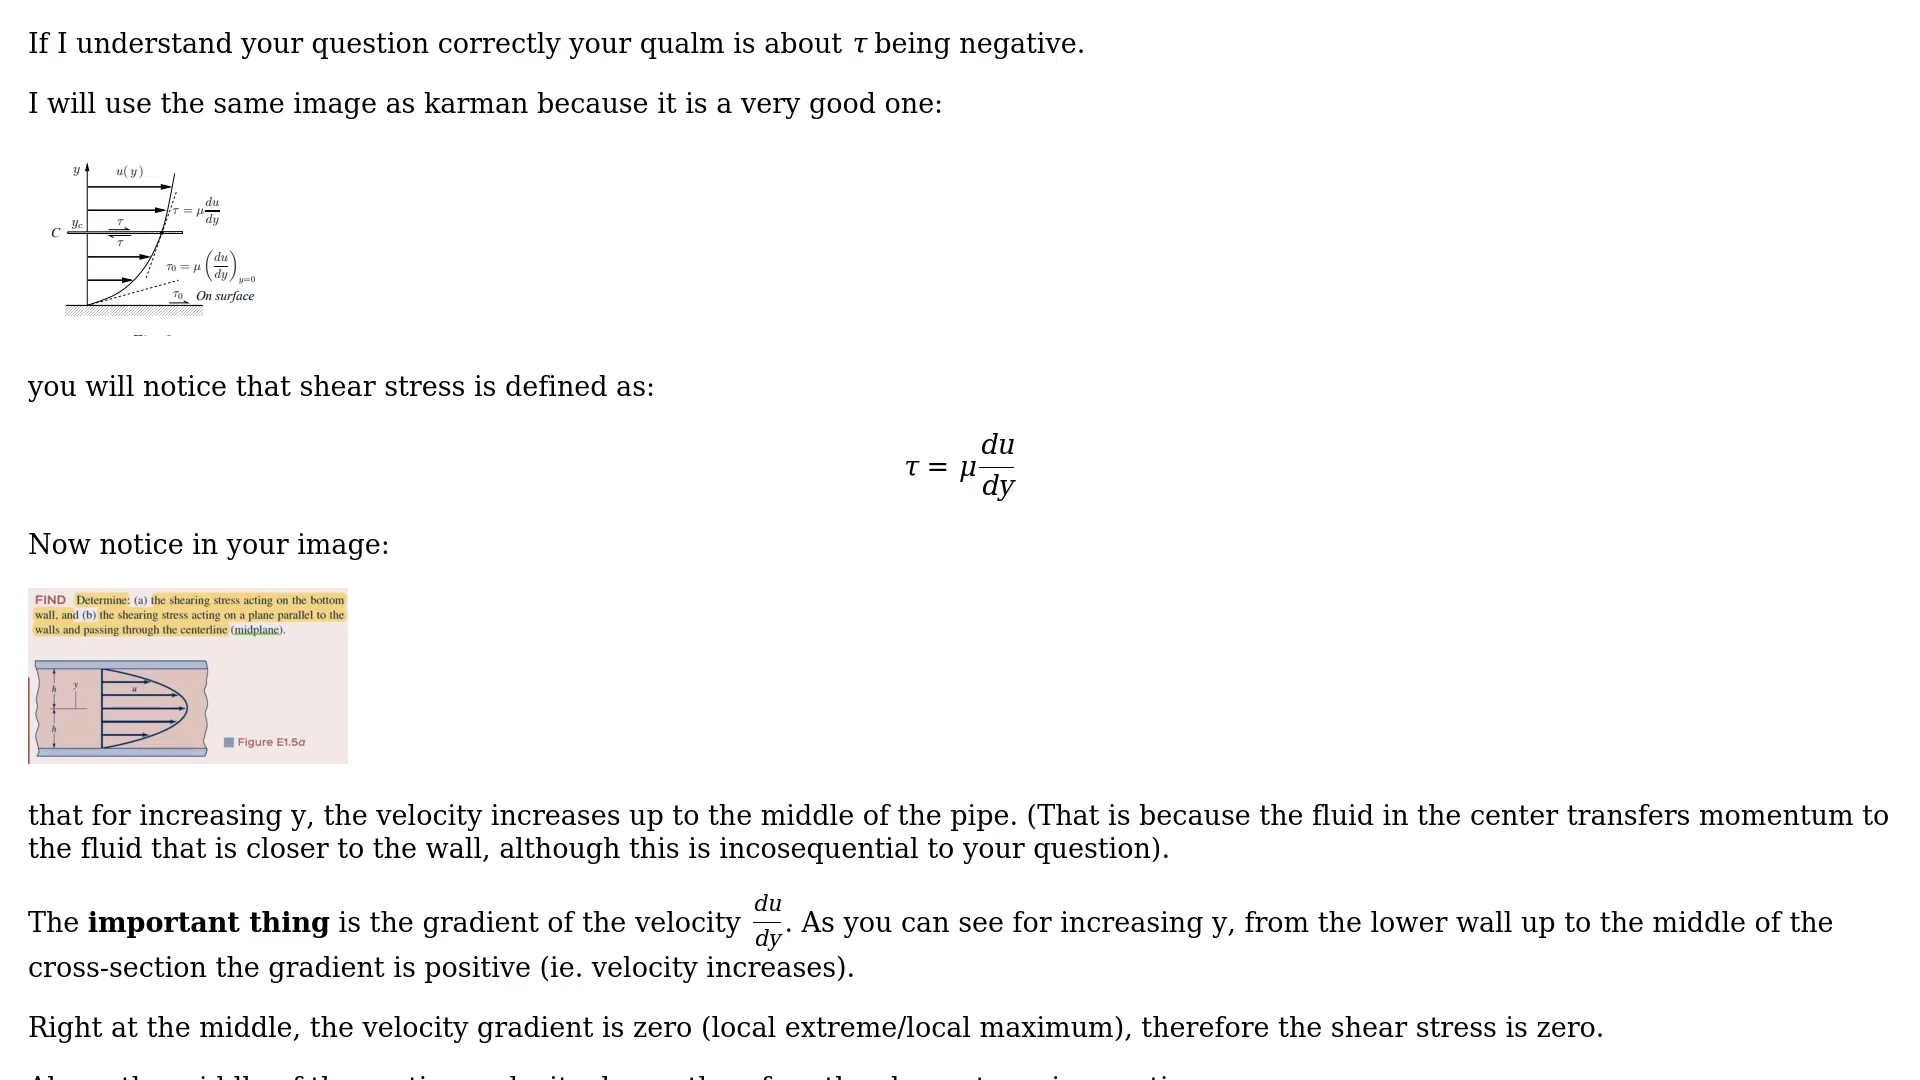 If I understand your question correctly your qualm is about τ being negative.
I will use the same image as karman because it is a very good one:
y
u( y )
τ = μ du/dy
y_c
τ
C
τ
τ_0 = μ (du/dy)_{y=0}
τ_0 On surface
you will notice that shear stress is defined as:
τ = μ du/dy
Now notice in your image:
FIND Determine: (a) the shearing stress acting on the bottom
wall, and (b) the shearing stress acting on a plane parallel to the
walls and passing through the centerline (midplane).
h
y
u
h
Figure E1.5a
that for increasing y, the velocity increases up to the middle of the pipe. (That is because the fluid in the center transfers momentum to
the fluid that is closer to the wall, although this is incosequential to your question).
The important thing is the gradient of the velocity du/dy. As you can see for increasing y, from the lower wall up to the middle of the
cross-section the gradient is positive (ie. velocity increases).
Right at the middle, the velocity gradient is zero (local extreme/local maximum), therefore the shear stress is zero.